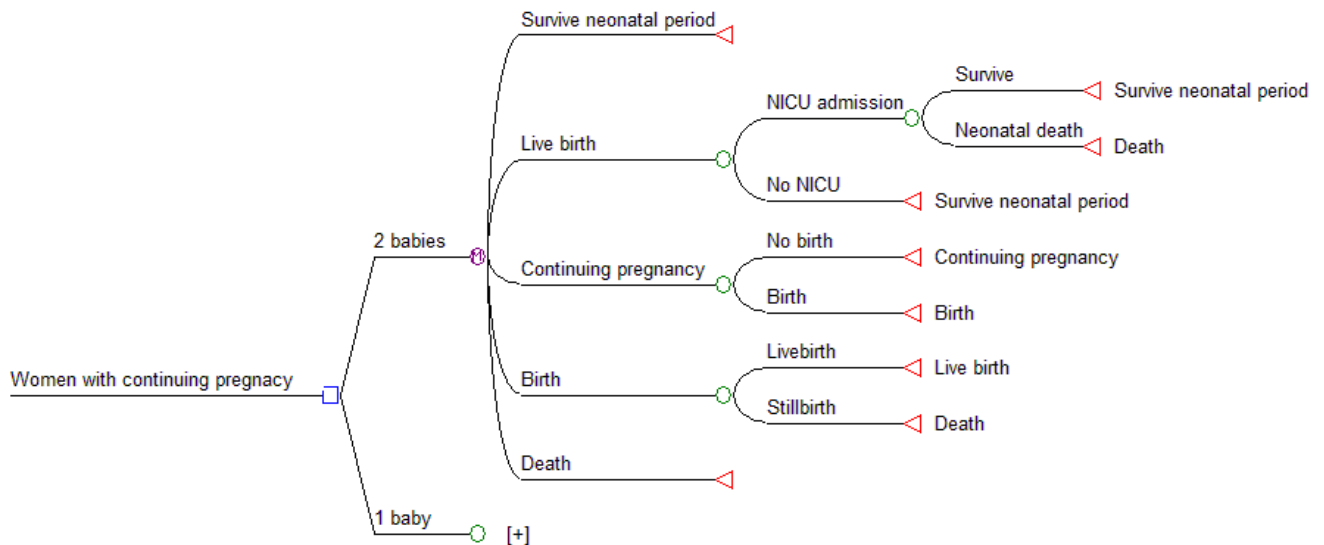 Survive neonatal period
Survive
NICU admission
Survive neonatal period
Neonatal death
Live birth
Death
No NICU
Survive neonatal period
2 babies
No birth
M
Continuing pregnancy
Continuing pregnancy
Birth
Birth
Livebirth
Women with continuing pregnacy
Birth
Live birth
Stillbirth
Death
Death
1 baby
[+]